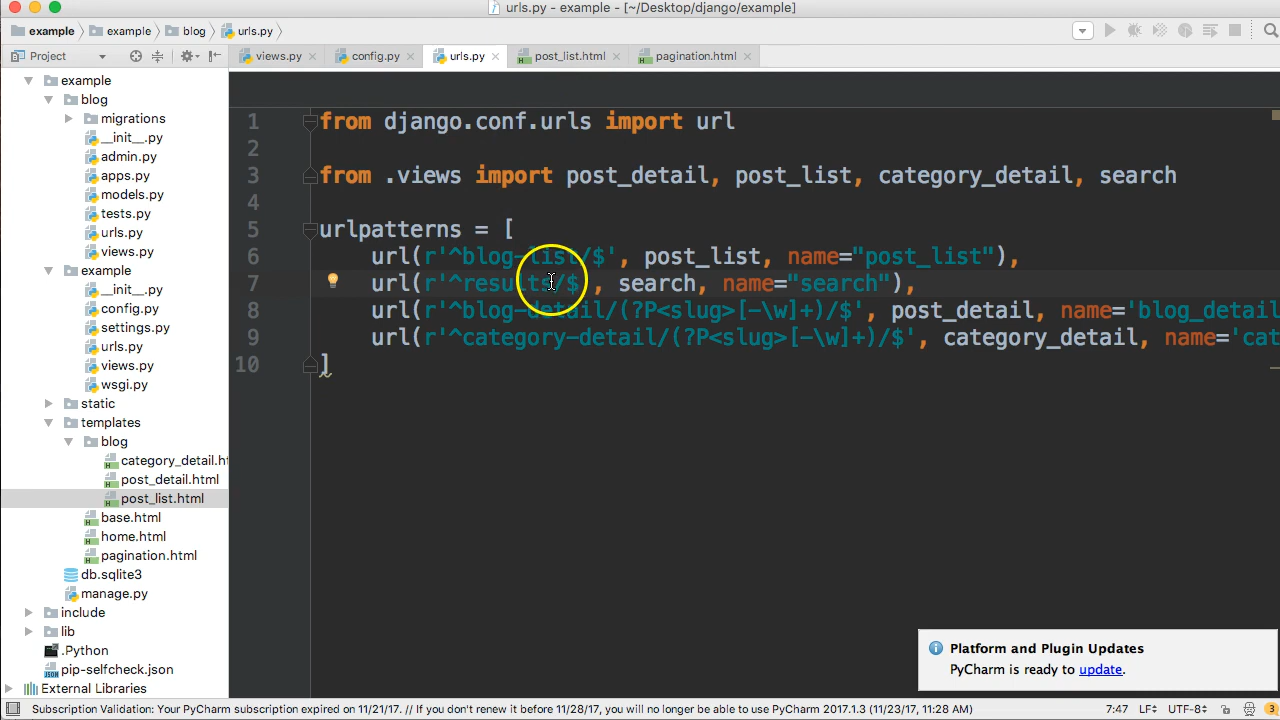 urls.py - example - [~/Desktop/django/example]
example example blog urls.py
Project
views.py config.py urls.py post_list.html pagination.html
example
blog
migrations
__init__.py
admin.py
apps.py
models.py
tests.py
urls.py
views.py
example
__init__.py
config.py
settings.py
urls.py
views.py
wsgi.py
static
templates
blog
category_detail.ht
post_detail.html
post_list.html
base.html
home.html
pagination.html
db.sqlite3
manage.py
include
lib
.Python
pip-selfcheck.json
External Libraries
1 from django.conf.urls import url
2
3 from .views import post_detail, post_list, category_detail, search
4
5 urlpatterns = [
6 url(r'^blog-list/$', post_list, name="post_list"),
7 url(r'^results/$', search, name="search"),
8 url(r'^blog-detail/(?P<slug>[-\w]+)/$', post_detail, name='blog_detail
9 url(r'^category-detail/(?P<slug>[-\w]+)/$', category_detail, name='cat
10 ]
Platform and Plugin Updates
PyCharm is ready to update.
Subscription Validation: Your PyCharm subscription expired on 11/21/17. // If you don't renew it before 11/28/17, you will no longer be able to use PyCharm 2017.1.3 (11/23/17, 11:28 AM) 7:47 LF UTF-8 3